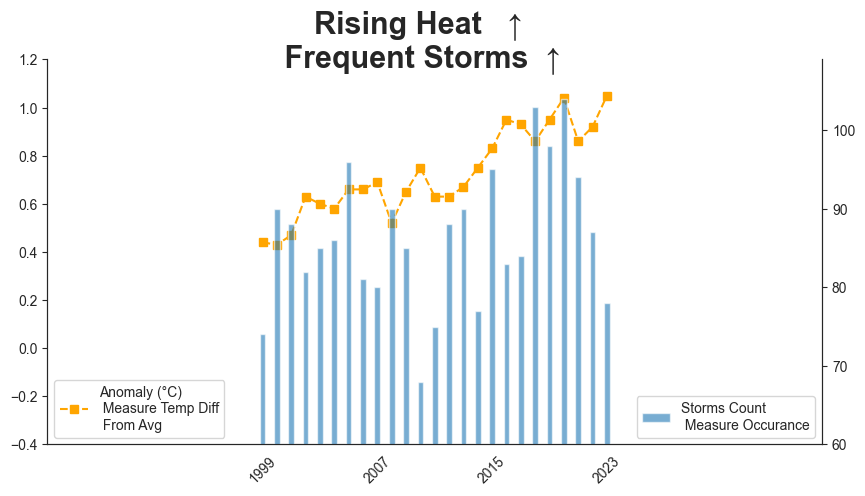 Rising Heat ↑
Frequent Storms ↑
1.2
1.0
0.8
0.6
0.4
0.2
0.0
−0.2
−0.4
100
90
80
70
60
Anomaly (°C)
Measure Temp Diff
From Avg
Storms Count
Measure Occurance
1999
2007
2015
2023